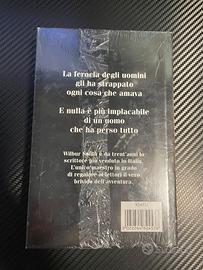 La ferocia degli uomini
gli ha strappato
ogni cosa che amava
E nulla è più implacabile
di un uomo
che ha perso tutto
Wilbur Smith è da trent'anni lo
scrittore più venduto in Italia.
L'unico maestro in grado
di regalare ai lettori il vero
brivido dell'avventura.